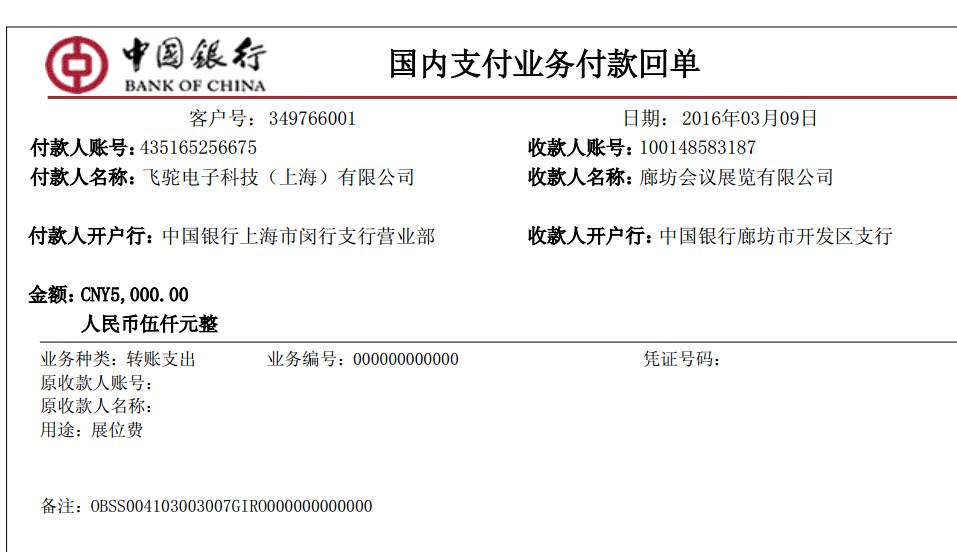 中国银行
BANK OF CHINA
国内支付业务付款回单
客户号：349766001 日期：2016年03月09日
付款人账号：435165256675 收款人账号：100148583187
付款人名称：飞驼电子科技（上海）有限公司 收款人名称：廊坊会议展览有限公司
付款人开户行：中国银行上海市闵行支行营业部 收款人开户行：中国银行廊坊市开发区支行
金额：CNY5,000.00
人民币伍仟元整
业务种类：转账支出 业务编号：000000000000 凭证号码：
原收款人账号：
原收款人名称：
用途：展位费
备注：OBSS004103003007GIRO000000000000